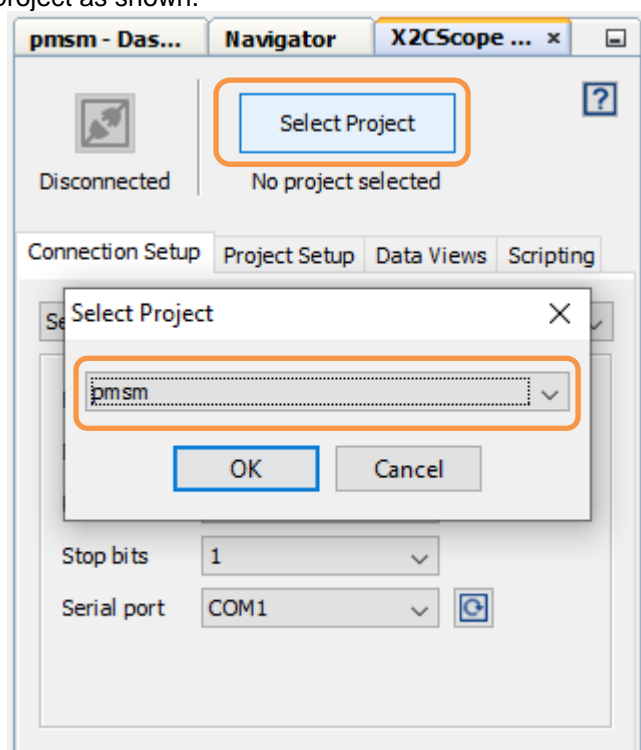 project as shown.
pmsm - Das... Navigator X2CScope ... ×
Select Project
?
Disconnected No project selected
Connection Setup Project Setup Data Views Scripting
Select Project
pmsm
OK Cancel
Stop bits 1
Serial port COM1